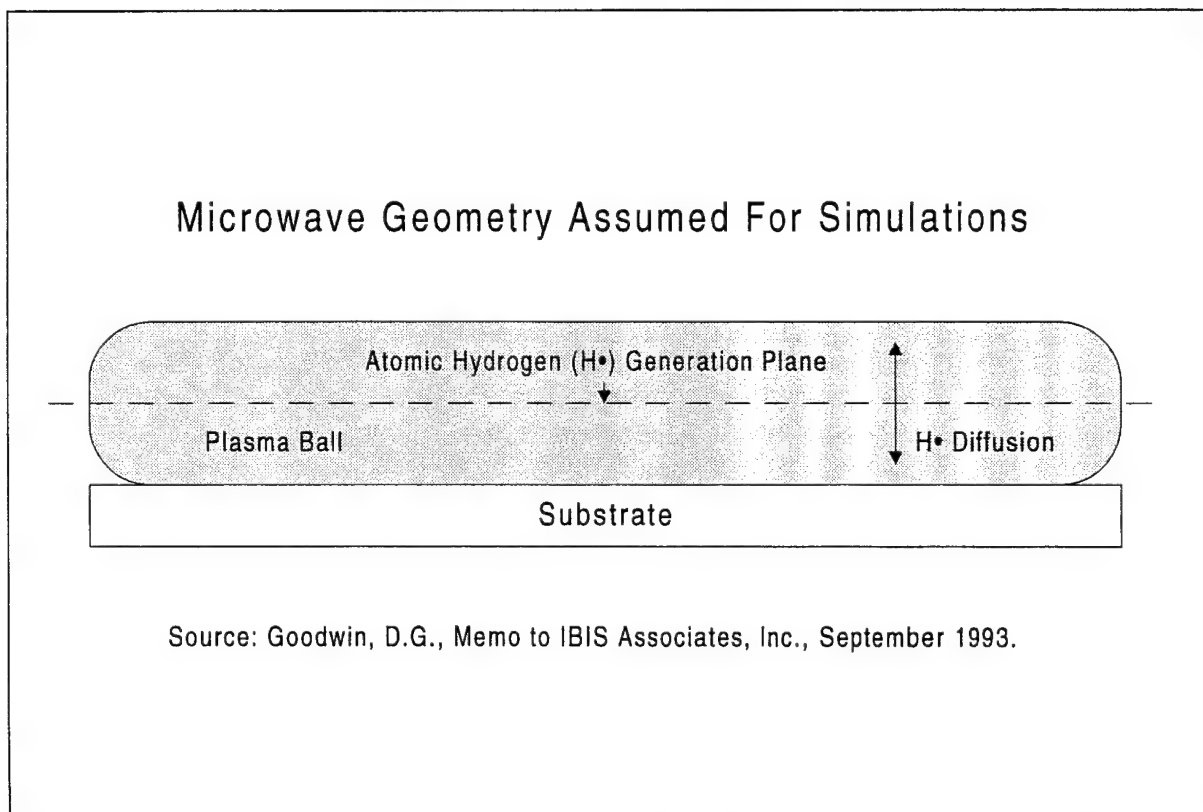 Microwave Geometry Assumed For Simulations
Atomic Hydrogen (H•) Generation Plane
Plasma Ball
H• Diffusion
Substrate
Source: Goodwin, D.G., Memo to IBIS Associates, Inc., September 1993.